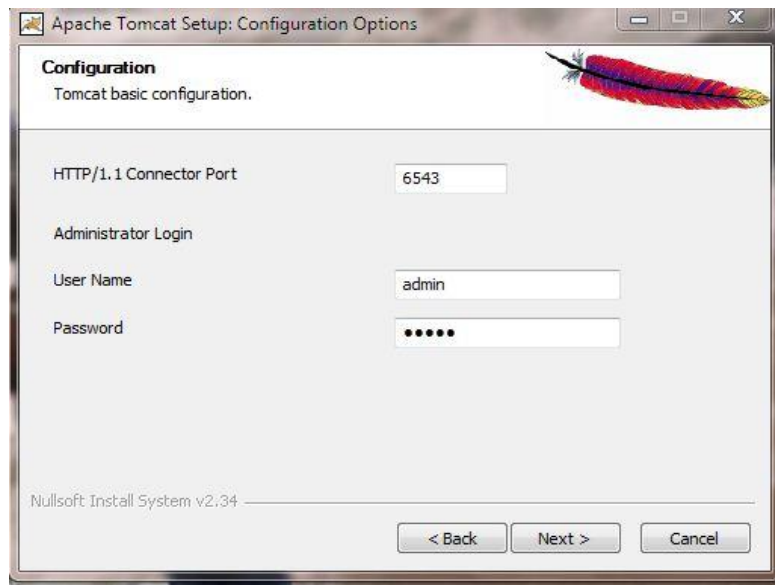 Apache Tomcat Setup: Configuration Options
Configuration
Tomcat basic configuration.
HTTP/1.1 Connector Port 6543
Administrator Login
User Name admin
Password •••••
Nullsoft Install System v2.34
< Back Next > Cancel